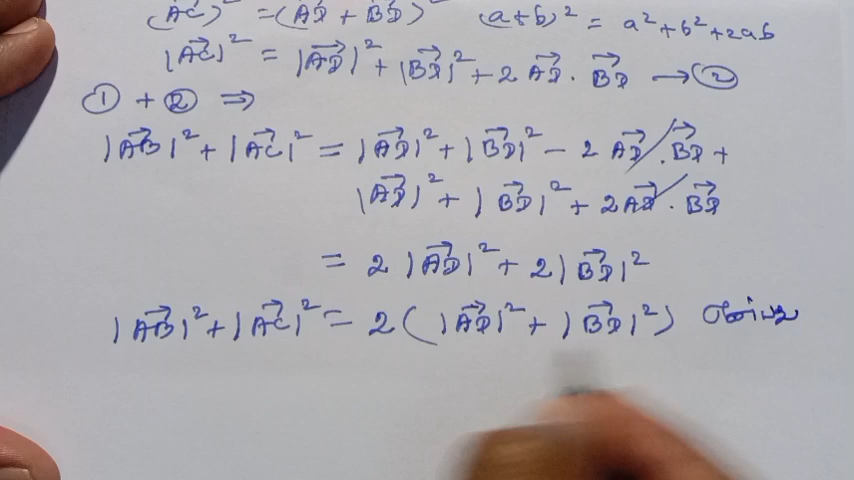 (AC⃗)² = (AD⃗ + BD⃗)² (a+b)² = a²+b²+2ab
|AC⃗|² = |AD⃗|² + |BD⃗|² + 2 AD⃗ . BD⃗ → ②
① + ② ⇒
|AB⃗|² + |AC⃗|² = |AD⃗|² + |BD⃗|² − 2 AD⃗ . BD⃗ +
|AD⃗|² + |BD⃗|² + 2AD⃗ . BD⃗
= 2 |AD⃗|² + 2|BD⃗|²
|AB⃗|² + |AC⃗|² = 2 ( |AD⃗|² + |BD⃗|² )